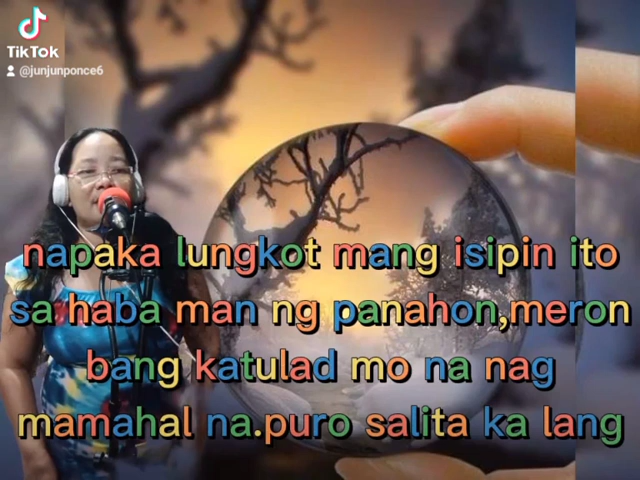 TikTok
@junjunponce6
napaka lungkot mang isipin ito
sa haba man ng panahon,meron
bang katulad mo na nag
mamahal na.puro salita ka lang